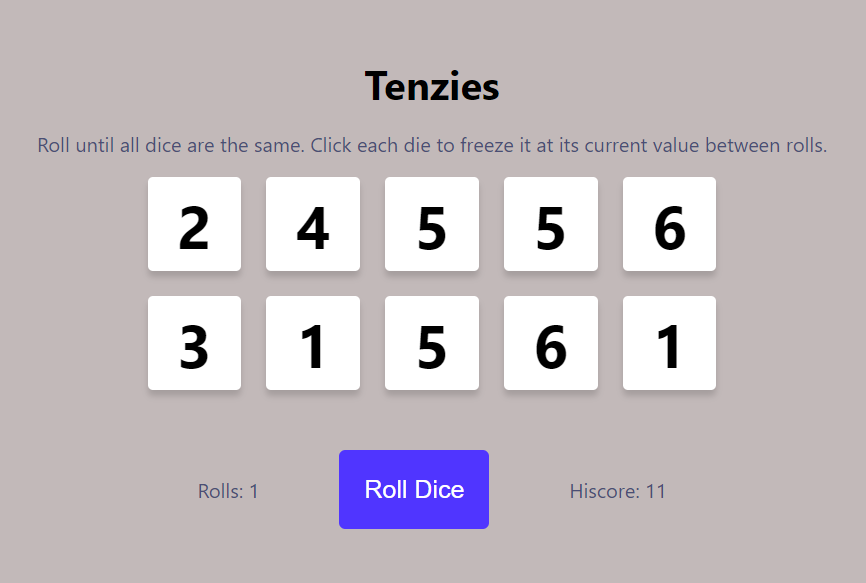 Tenzies
Roll until all dice are the same. Click each die to freeze it at its current value between rolls.
2 4 5 5 6
3 1 5 6 1
Rolls: 1 Roll Dice Hiscore: 11